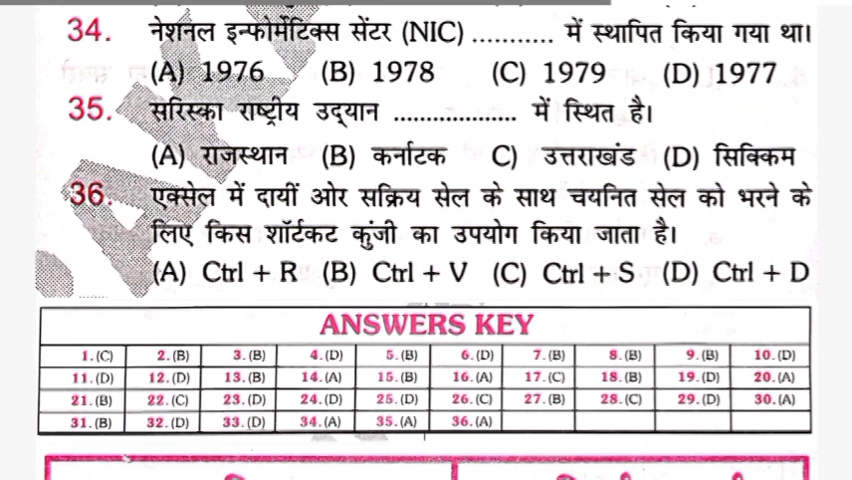 34. नेशनल इन्फोर्मेटिक्स सेंटर (NIC) ........... में स्थापित किया गया था।
(A) 1976 (B) 1978 (C) 1979 (D) 1977
35. सरिस्का राष्ट्रीय उद्‌यान ................... में स्थित है।
(A) राजस्थान (B) कर्नाटक C) उत्तराखंड (D) सिक्किम
36. एक्सेल में दायीं ओर सक्रिय सेल के साथ चयनित सेल को भरने के
लिए किस शॉर्टकट कुंजी का उपयोग किया जाता है।
(A) Ctrl + R (B) Ctrl + V (C) Ctrl + S (D) Ctrl + D
ANSWERS KEY
1. (C) 2. (B) 3. (B) 4. (D) 5. (B) 6. (D) 7. (B) 8. (B) 9. (B) 10. (D)
11. (D) 12. (D) 13. (B) 14. (A) 15. (B) 16. (A) 17. (C) 18. (B) 19. (D) 20. (A)
21. (B) 22. (C) 23. (D) 24. (D) 25. (D) 26. (C) 27. (B) 28. (C) 29. (D) 30. (A)
31. (B) 32. (D) 33. (D) 34. (A) 35. (A) 36. (A)